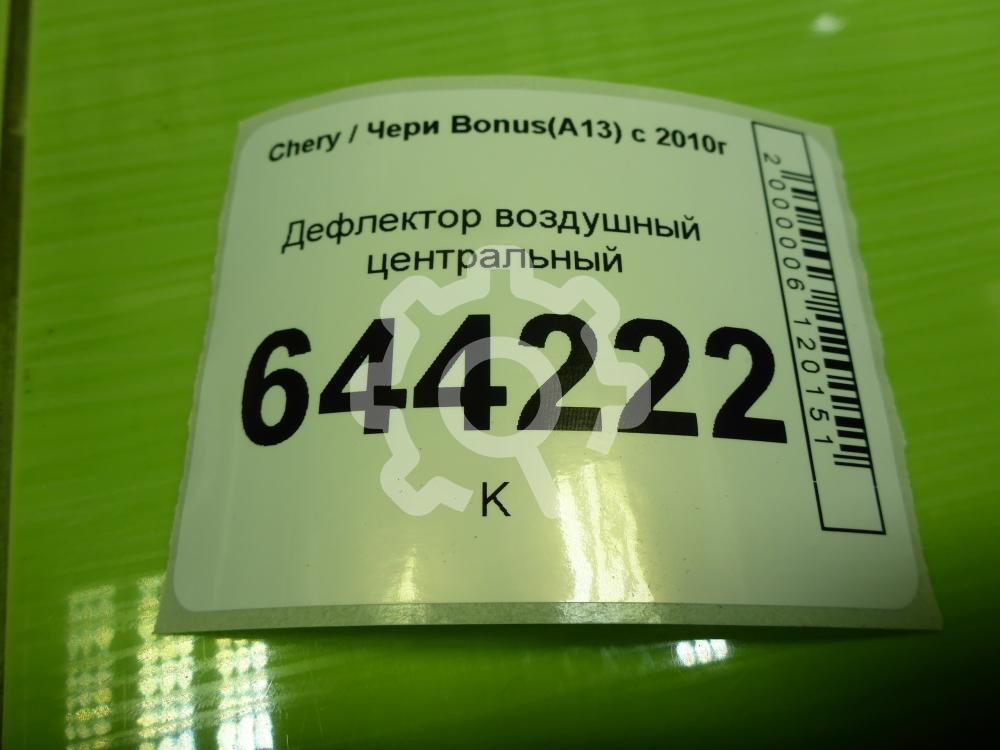 Chery / Чери Bonus(A13) с 2010г
Дефлектор воздушный
центральный
644222
К
2000006120151